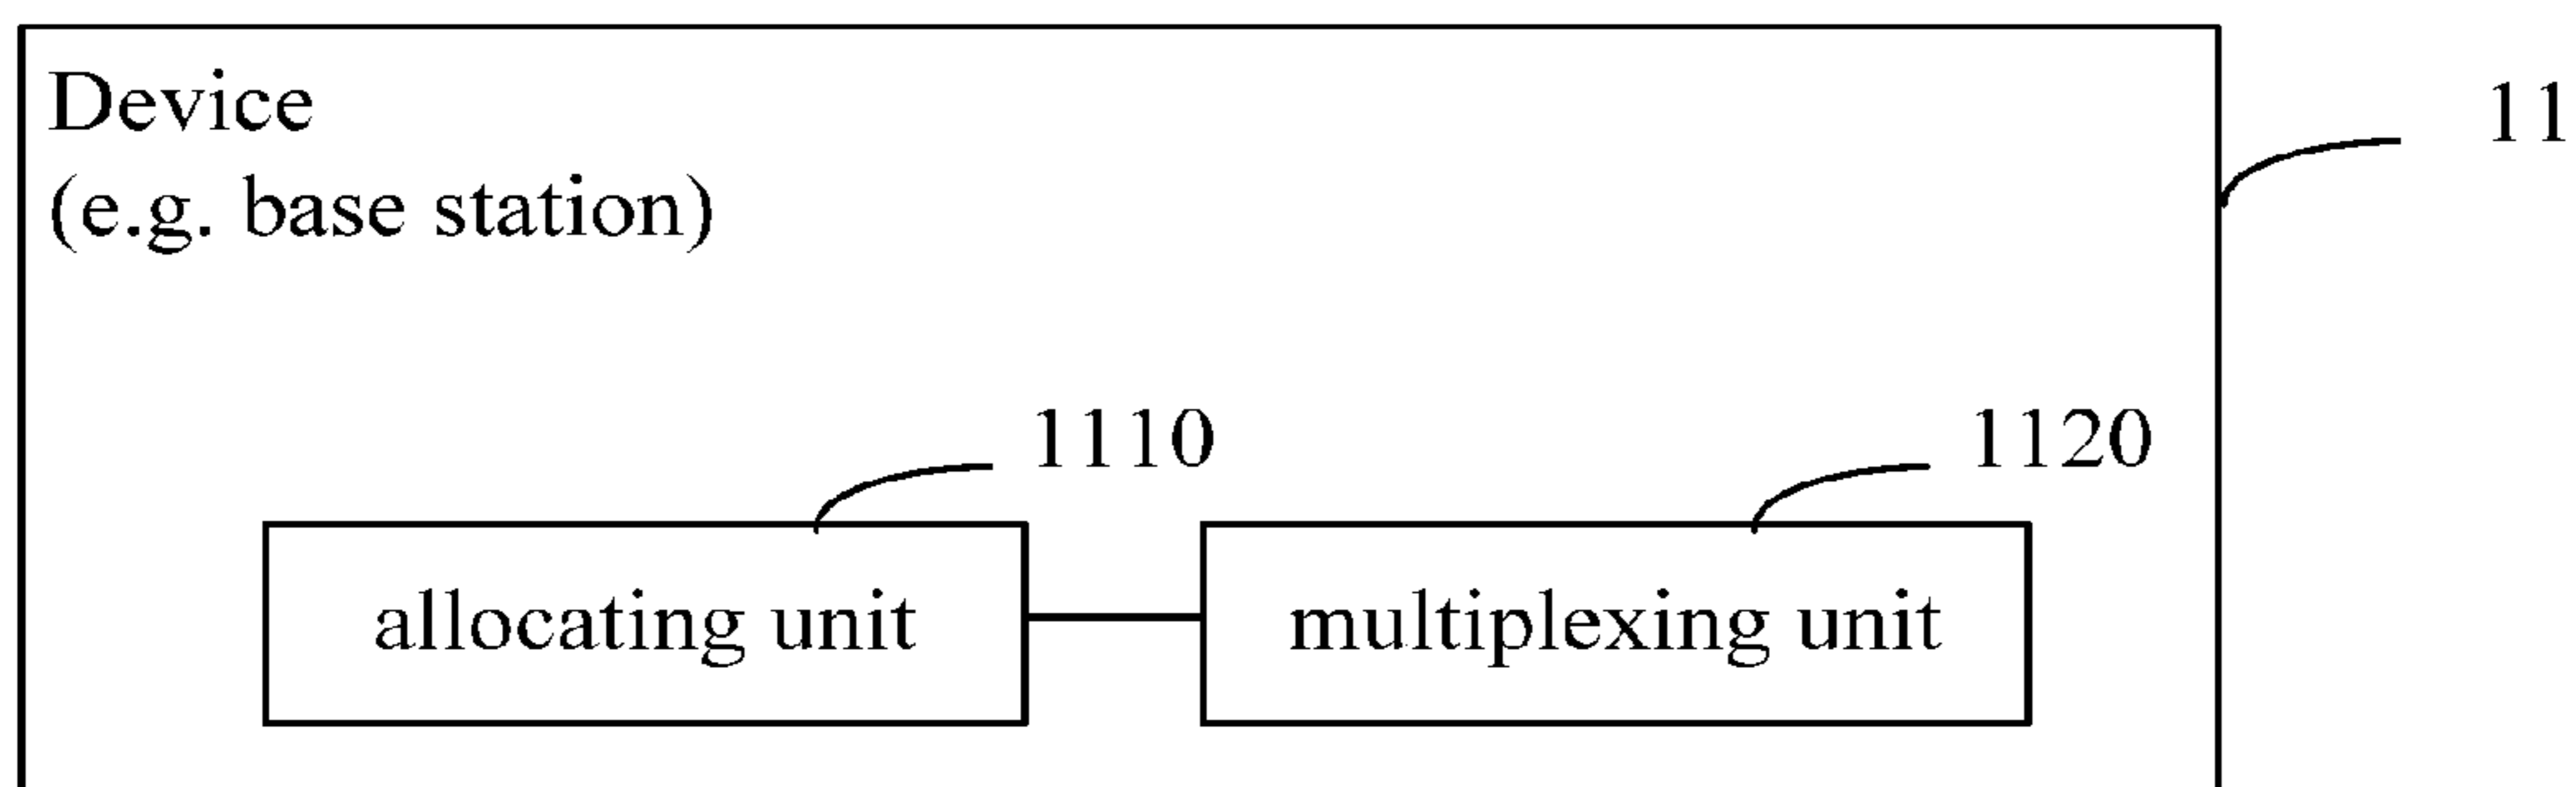 Device
(e.g. base station)
11
1110
1120
allocating unit
multiplexing unit